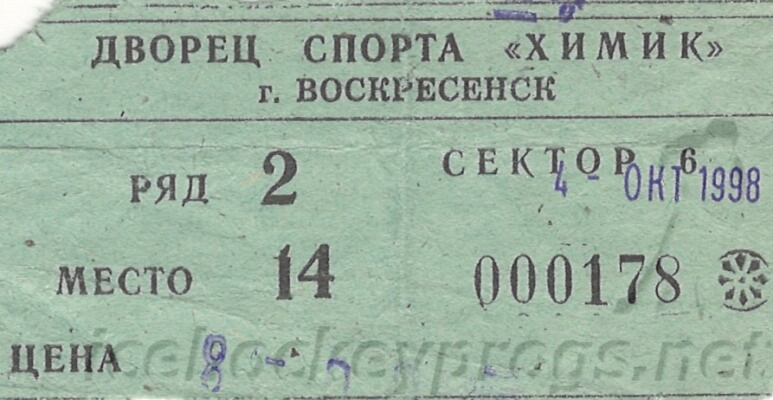 ДВОРЕЦ СПОРТА «ХИМИК»
г. ВОСКРЕСЕНСК
РЯД 2
СЕКТОР 6
4 - ОКТ 1998
МЕСТО 14
000178
ЦЕНА
icehockeyprogs.net